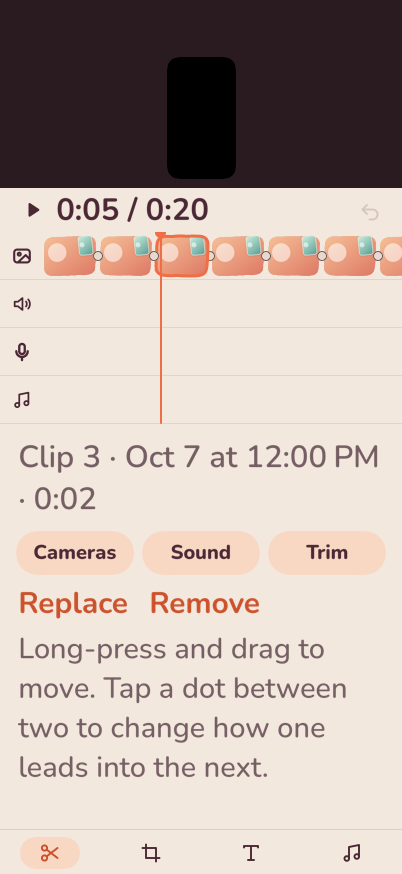 0:05 / 0:20
Clip 3 · Oct 7 at 12:00 PM
· 0:02
Cameras Sound Trim
Replace Remove
Long-press and drag to
move. Tap a dot between
two to change how one
leads into the next.